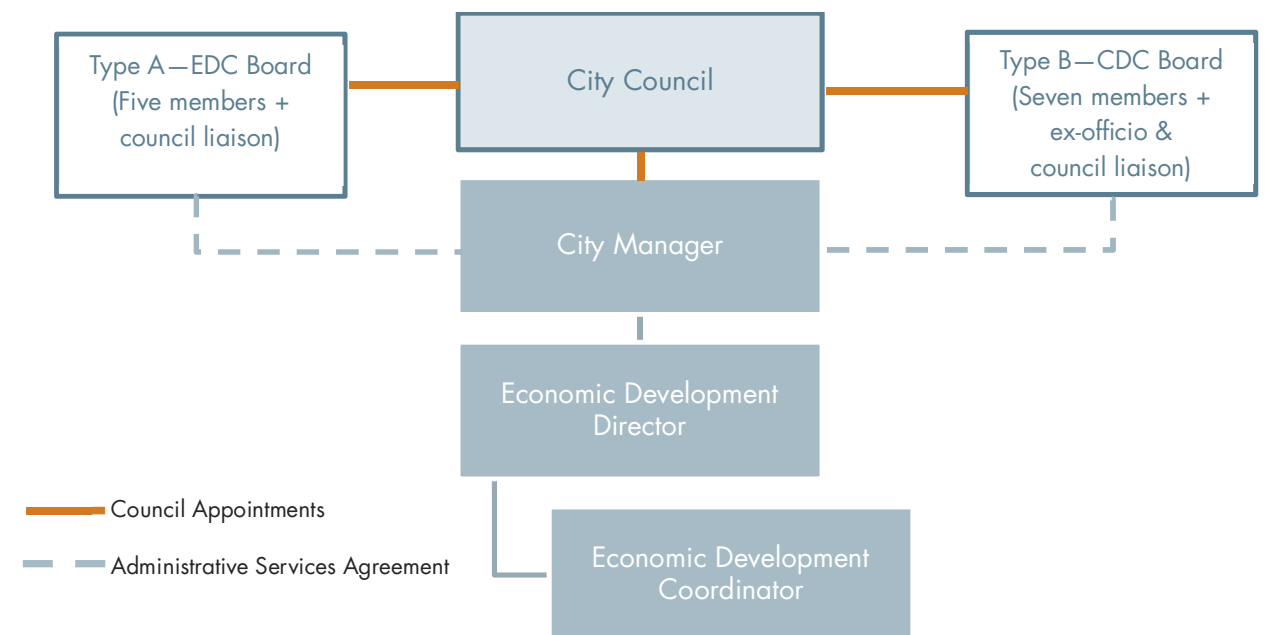 Type A—EDC Board
(Five members +
council liaison)
City Council
Type B—CDC Board
(Seven members +
ex-officio &
council liaison)
City Manager
Economic Development
Director
Council Appointments
Administrative Services Agreement
Economic Development
Coordinator